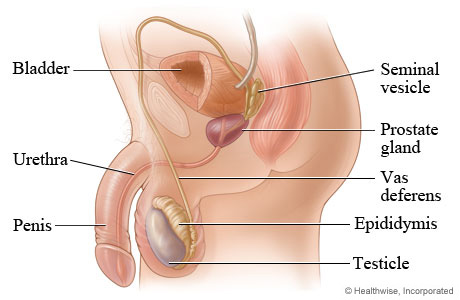 Bladder
Urethra
Penis
Seminal
vesicle
Prostate
gland
Vas
deferens
Epididymis
Testicle
© Healthwise, Incorporated